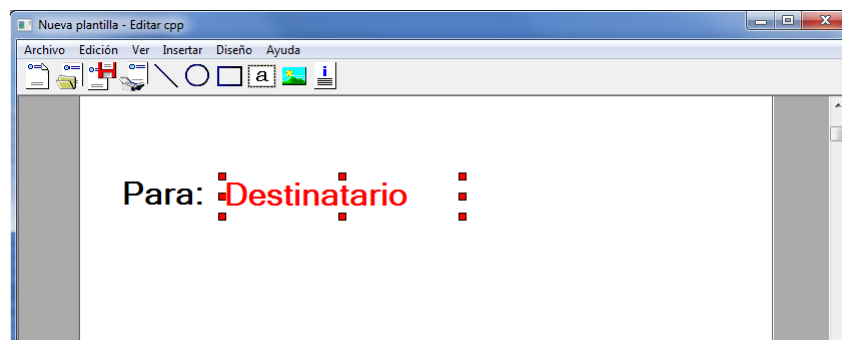 Nueva plantilla - Editar cpp
Archivo Edición Ver Insertar Diseño Ayuda
a
Para: Destinatario